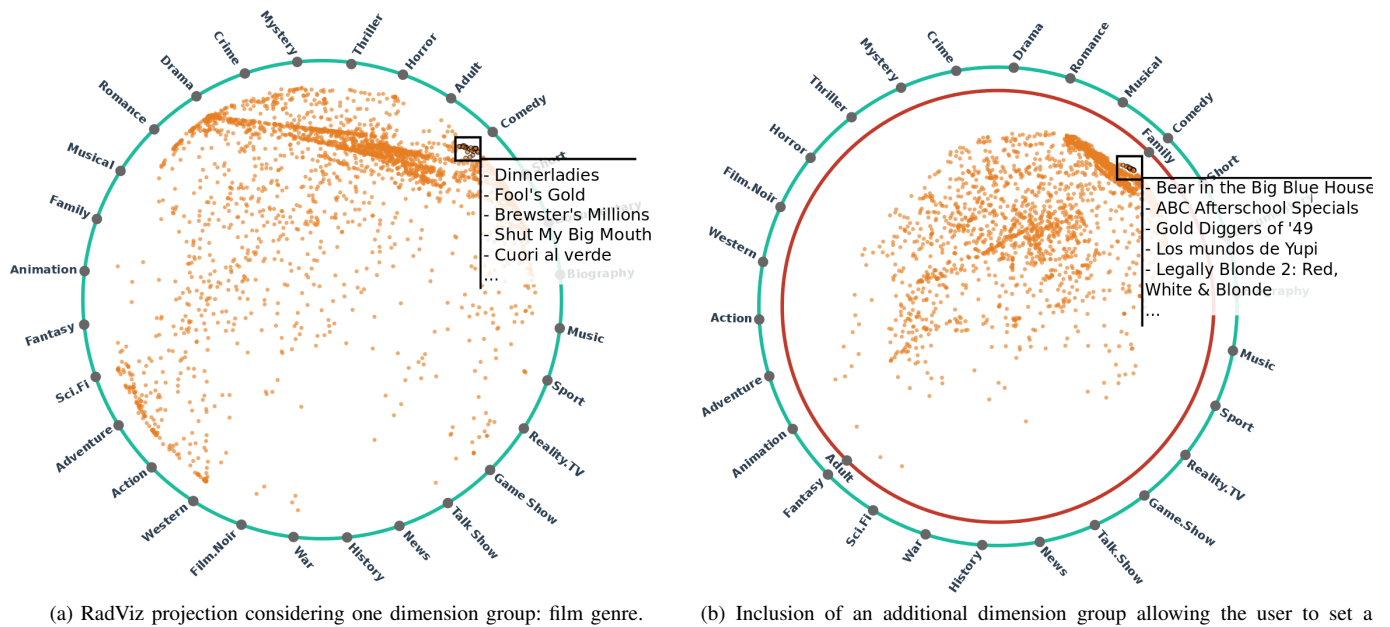 Mystery
Thriller
Crime
Horror
Drama
Adult
Romance
Comedy
Musical
Short
Family
Animation
Biography
Fantasy
Music
Sci.Fi
Sport
Adventure
Reality.TV
Action
Game Show
Western
Talk.Show
Film.Noir
News
War
History
- Dinnerladies
- Fool's Gold
- Brewster's Millions
- Shut My Big Mouth
- Cuori al verde
...
(a) RadViz projection considering one dimension group: film genre.
Drama
Crime
Romance
Mystery
Musical
Thriller
Comedy
Horror
Family
Film.Noir
Short
Western
Action
Music
Adventure
Sport
Animation
Reality.TV
Adult
Fantasy
Game.Show
Sci.Fi
Talk.Show
War
News
History
- Bear in the Big Blue House
- ABC Afterschool Specials
- Gold Diggers of '49
- Los mundos de Yupi
- Legally Blonde 2: Red,
White & Blonde
...
(b) Inclusion of an additional dimension group allowing the user to set a